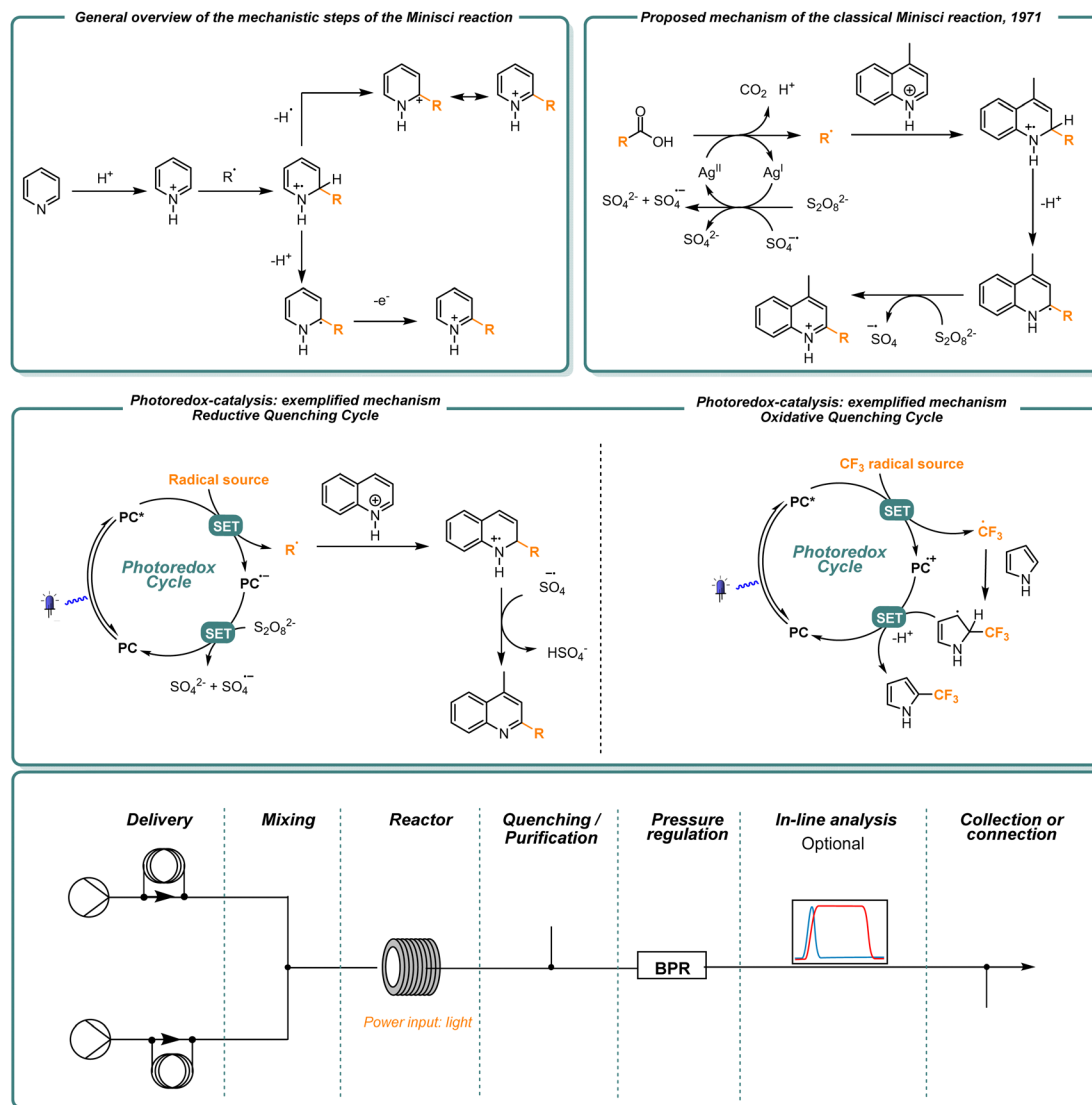 General overview of the mechanistic steps of the Minisci reaction
-H•
N
H
+
R
N
H
+
R
N
H⁺
N
H
+
R•
+•
N
H
H
R
-H⁺
N
H
•
R
-e⁻
N
H
+
R
Proposed mechanism of the classical Minisci reaction, 1971
R
O
OH
CO₂ H⁺
R•
N
H
+
+•
N
H
H
R
Ag^II
Ag^I
SO₄²⁻ + SO₄•⁻
S₂O₈²⁻
SO₄²⁻
SO₄⁻•
-H⁺
N
H
•
R
S₂O₈²⁻
⁻•
SO₄
N
H
+
R
Photoredox-catalysis: exemplified mechanism
Reductive Quenching Cycle
Radical source
PC*
SET
R•
N
H
+
+•
N
H
R
Photoredox
Cycle
PC•⁻
⁻•
SO₄
PC
SET
S₂O₈²⁻
SO₄²⁻ + SO₄•⁻
HSO₄⁻
N
R
Photoredox-catalysis: exemplified mechanism
Oxidative Quenching Cycle
CF₃ radical source
PC*
SET
•
CF₃
N
H
Photoredox
Cycle
PC•⁺
PC
SET
-H⁺
•
H
N
H
CF₃
N
H
CF₃
Delivery
Mixing
Reactor
Quenching /
Purification
Pressure
regulation
In-line analysis
Optional
Collection or
connection
BPR
Power input: light